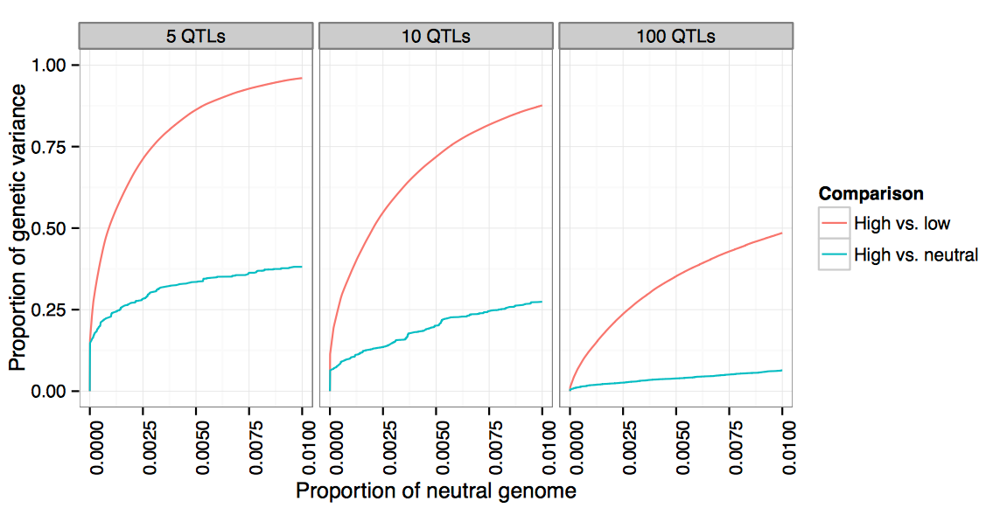 5 QTLs
10 QTLs
100 QTLs
Proportion of genetic variance
1.00
0.75
0.50
0.25
0.00
0.0000
0.0025
0.0050
0.0075
0.0100
0.0000
0.0025
0.0050
0.0075
0.0100
0.0000
0.0025
0.0050
0.0075
0.0100
Proportion of neutral genome
Comparison
High vs. low
High vs. neutral